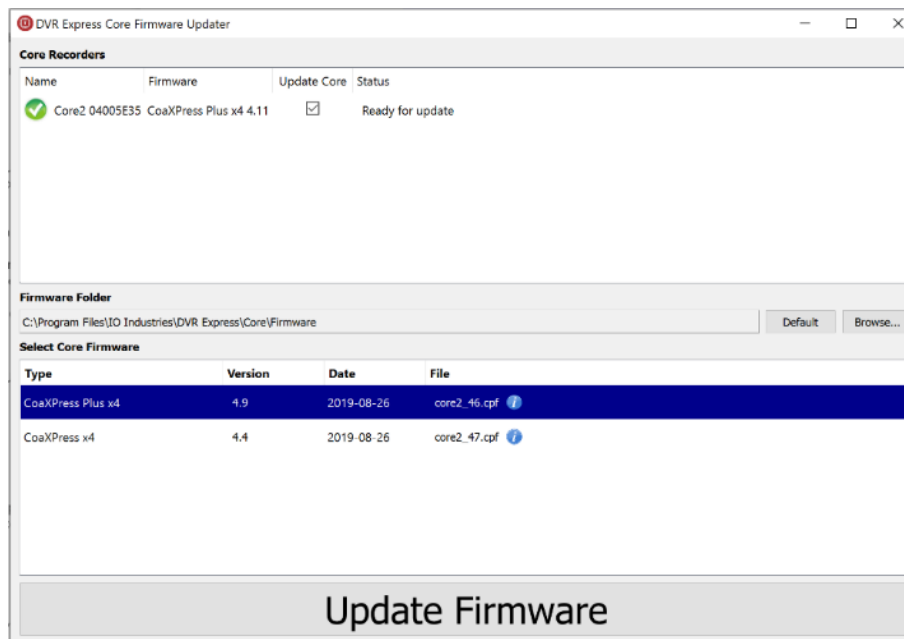 DVR Express Core Firmware Updater
Core Recorders
Name Firmware Update Core Status
Core2 04005E35 CoaXPress Plus x4 4.11 Ready for update
Firmware Folder
C:\Program Files\IO Industries\DVR Express\Core\Firmware Default Browse...
Select Core Firmware
Type Version Date File
CoaXPress Plus x4 4.9 2019-08-26 core2_46.cpf
CoaXPress x4 4.4 2019-08-26 core2_47.cpf
Update Firmware